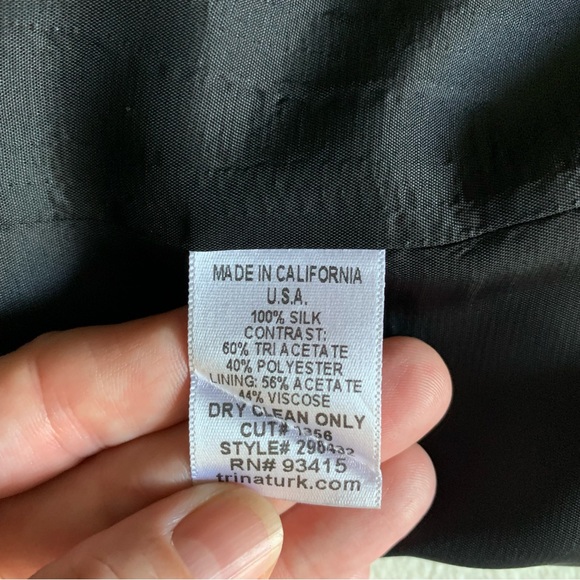 MADE IN CALIFORNIA
U.S.A.
100% SILK
CONTRAST:
60% TRIACETATE
40% POLYESTER
LINING: 56% ACETATE
44% VISCOSE
DRY CLEAN ONLY
CUT#
STYLE#
RN# 93415
trinaturk.com